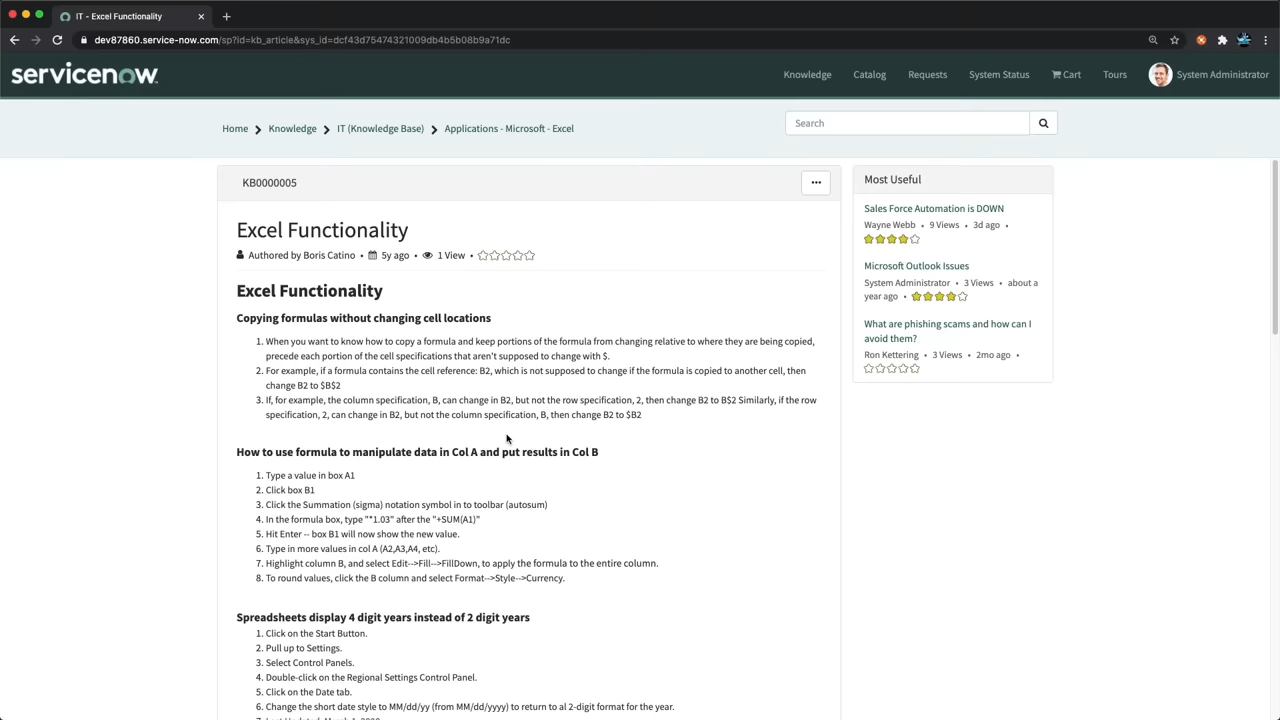 IT - Excel Functionality
dev87860.service-now.com/sp?id=kb_article&sys_id=dcf43d75474321009db4b5b08b9a71dc
servicenow
Knowledge
Catalog
Requests
System Status
Cart
Tours
System Administrator
Home
Knowledge
IT (Knowledge Base)
Applications - Microsoft - Excel
Search
KB0000005
Excel Functionality
Authored by Boris Catino • 5y ago • 1 View •
Excel Functionality
Copying formulas without changing cell locations
1. When you want to know how to copy a formula and keep portions of the formula from changing relative to where they are being copied,
precede each portion of the cell specifications that aren't supposed to change with $.
2. For example, if a formula contains the cell reference: B2, which is not supposed to change if the formula is copied to another cell, then
change B2 to $B$2
3. If, for example, the column specification, B, can change in B2, but not the row specification, 2, then change B2 to B$2 Similarly, if the row
specification, 2, can change in B2, but not the column specification, B, then change B2 to $B2
How to use formula to manipulate data in Col A and put results in Col B
1. Type a value in box A1
2. Click box B1
3. Click the Summation (sigma) notation symbol in to toolbar (autosum)
4. In the formula box, type "*1.03" after the "+SUM(A1)"
5. Hit Enter -- box B1 will now show the new value.
6. Type in more values in col A (A2,A3,A4, etc).
7. Highlight column B, and select Edit-->Fill-->FillDown, to apply the formula to the entire column.
8. To round values, click the B column and select Format-->Style-->Currency.
Spreadsheets display 4 digit years instead of 2 digit years
1. Click on the Start Button.
2. Pull up to Settings.
3. Select Control Panels.
4. Double-click on the Regional Settings Control Panel.
5. Click on the Date tab.
6. Change the short date style to MM/dd/yy (from MM/dd/yyyy) to return to al 2-digit format for the year.
Most Useful
Sales Force Automation is DOWN
Wayne Webb • 9 Views • 3d ago •
Microsoft Outlook Issues
System Administrator • 3 Views • about a
year ago •
What are phishing scams and how can I
avoid them?
Ron Kettering • 3 Views • 2mo ago •